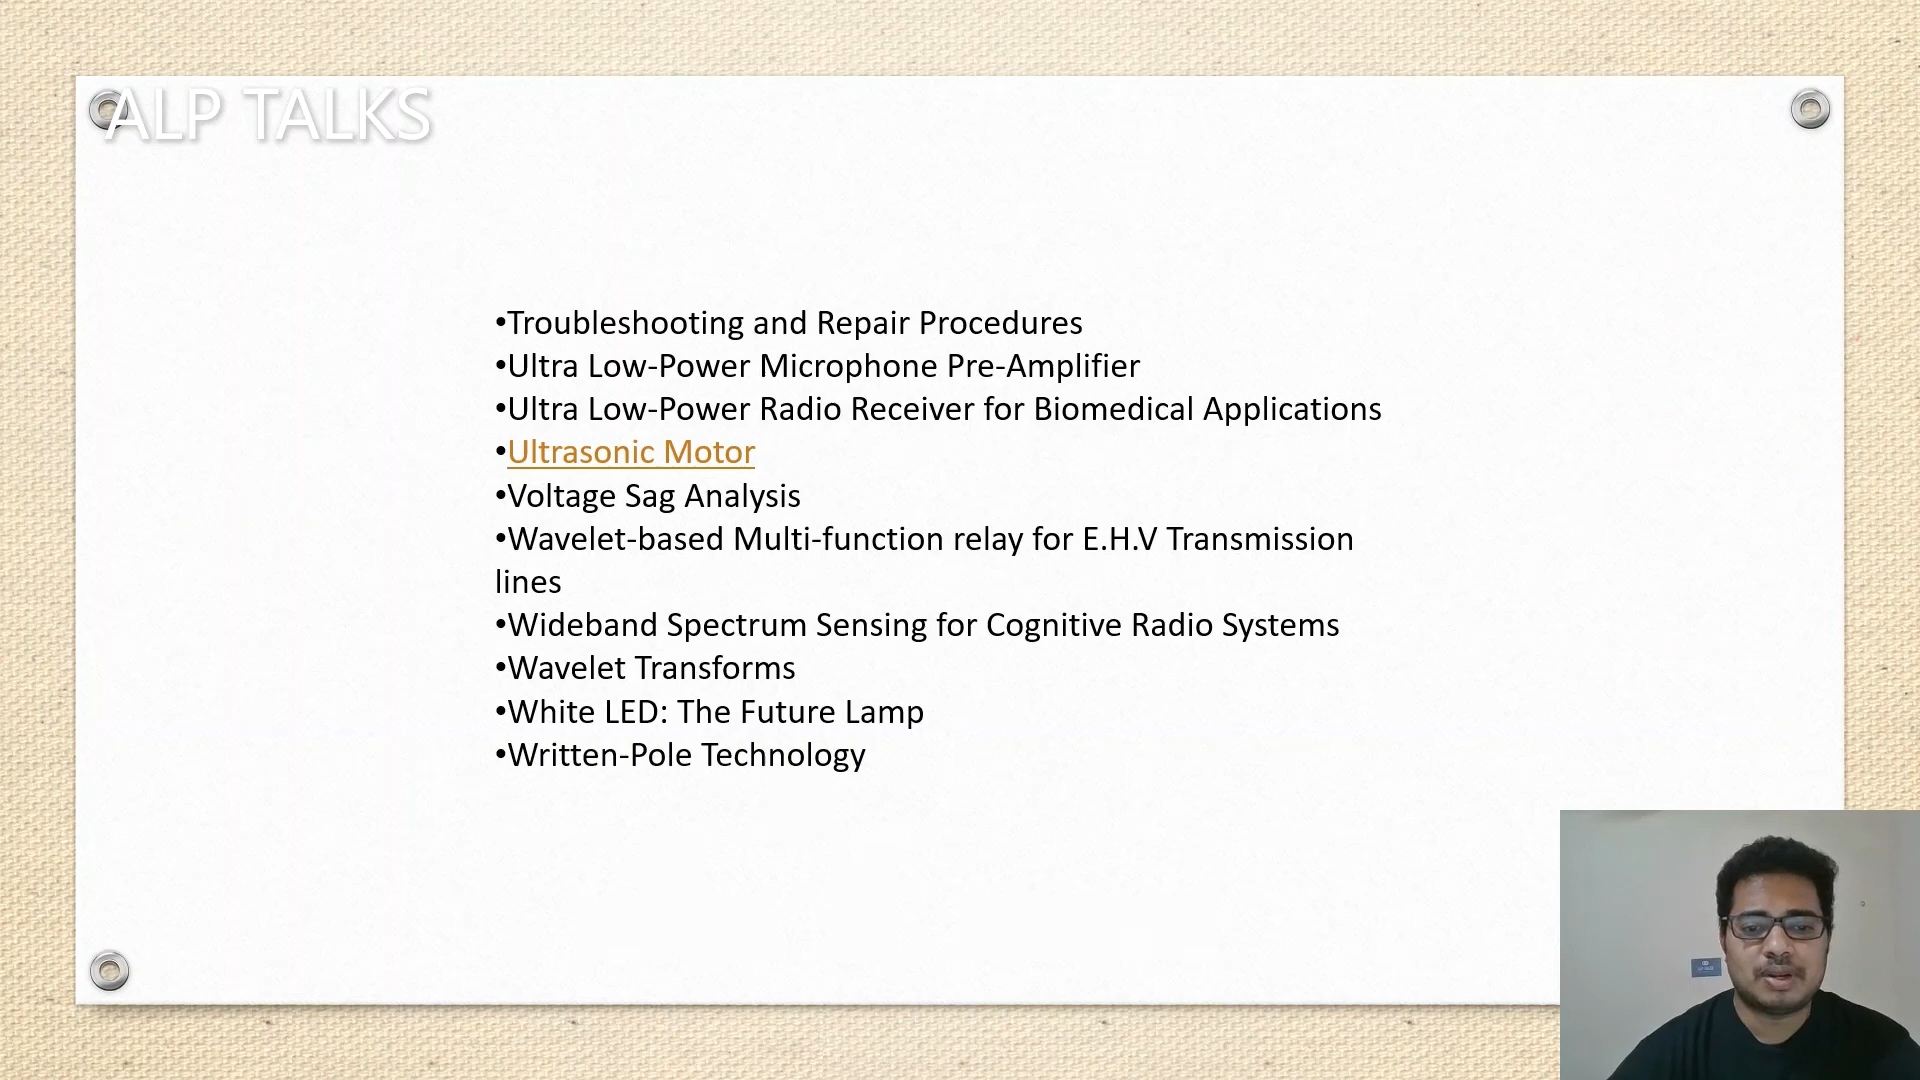 ALP TALKS
•Troubleshooting and Repair Procedures
•Ultra Low-Power Microphone Pre-Amplifier
•Ultra Low-Power Radio Receiver for Biomedical Applications
•Ultrasonic Motor
•Voltage Sag Analysis
•Wavelet-based Multi-function relay for E.H.V Transmission
lines
•Wideband Spectrum Sensing for Cognitive Radio Systems
•Wavelet Transforms
•White LED: The Future Lamp
•Written-Pole Technology